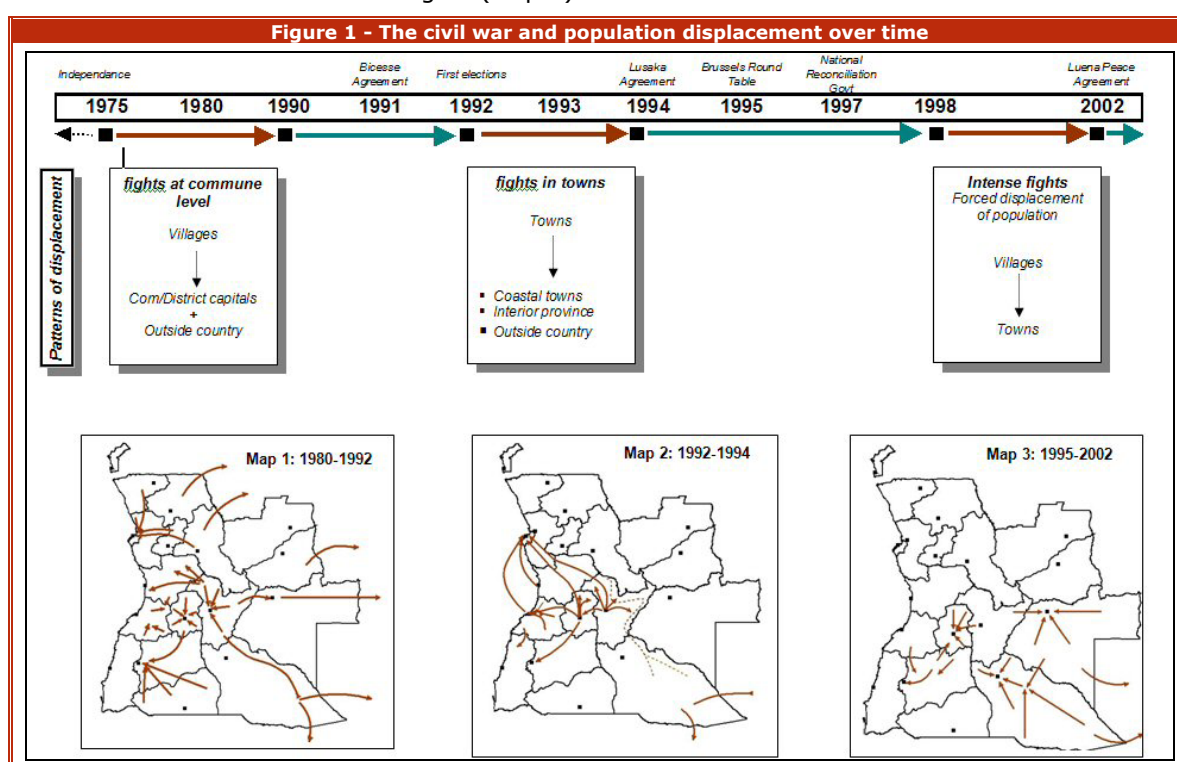 Figure 1 - The civil war and population displacement over time
Independance
Bicesse
Agreement
First elections
Lusaka
Agreement
Brussels Round
Table
National
Reconciliation
Govt
Luena Peace
Agreement
1975 1980 1990 1991 1992 1993 1994 1995 1997 1998 2002
Patterns of displacement
fights at commune
level
Villages
Com/District capitals
+
Outside country
fights in towns
Towns
▪ Coastal towns
▪ Interior province
▪ Outside country
Intense fights
Forced displacement
of population
Villages
Towns
Map 1: 1980-1992
Map 2: 1992-1994
Map 3: 1995-2002